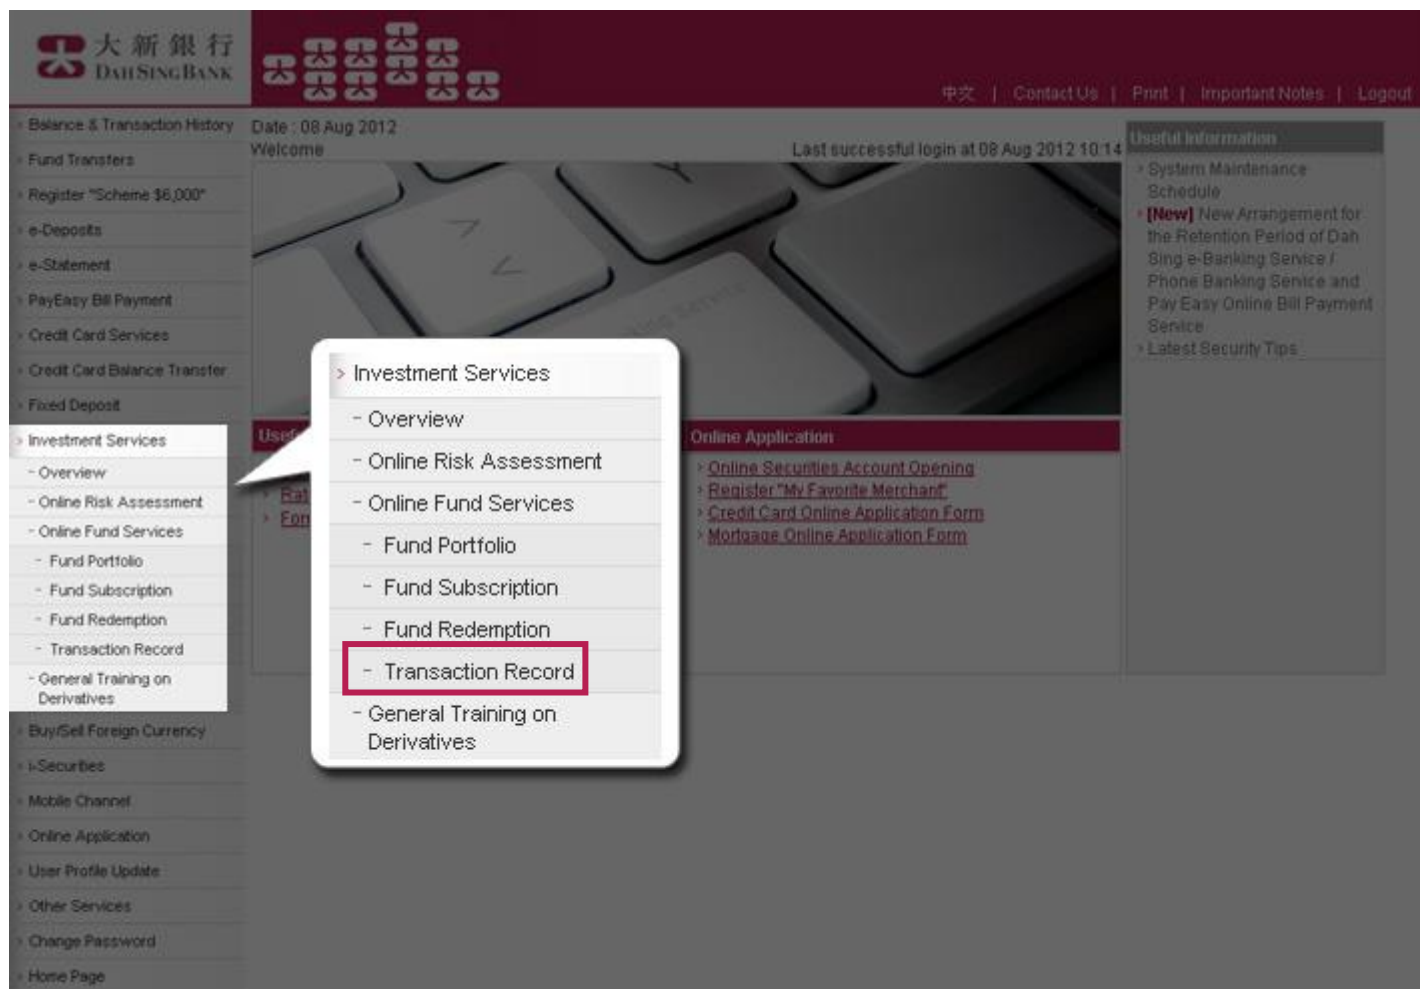 大新銀行
DAH SING BANK
中文 | Contact Us | Print | Important Notes | Logout
Balance & Transaction History
Fund Transfers
Register "Scheme $6,000"
e-Deposits
e-Statement
PayEasy Bill Payment
Credit Card Services
Credit Card Balance Transfer
Fixed Deposit
Investment Services
- Overview
- Online Risk Assessment
- Online Fund Services
- Fund Portfolio
- Fund Subscription
- Fund Redemption
- Transaction Record
- General Training on
Derivatives
Buy/Sell Foreign Currency
i-Securities
Mobile Channel
Online Application
User Profile Update
Other Services
Change Password
Home Page
Date : 08 Aug 2012
Welcome
Last successful login at 08 Aug 2012 10:14
Investment Services
- Overview
- Online Risk Assessment
- Online Fund Services
- Fund Portfolio
- Fund Subscription
- Fund Redemption
- Transaction Record
- General Training on
Derivatives
Online Application
Online Securities Account Opening
Register "My Favorite Merchant"
Credit Card Online Application Form
Mortgage Online Application Form
Useful Information
System Maintenance
Schedule
[New] New Arrangement for
the Retention Period of Dah
Sing e-Banking Service /
Phone Banking Service and
Pay Easy Online Bill Payment
Service
Latest Security Tips